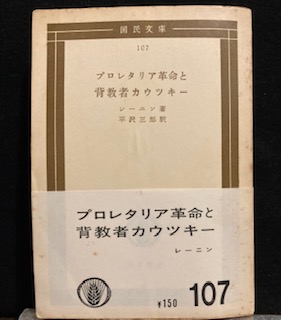 国民文庫
107
プロレタリア革命と
背教者カウツキー
レーニン著
平沢三郎訳
プロレタリア革命と
背教者カウツキー
レーニン
¥150 107